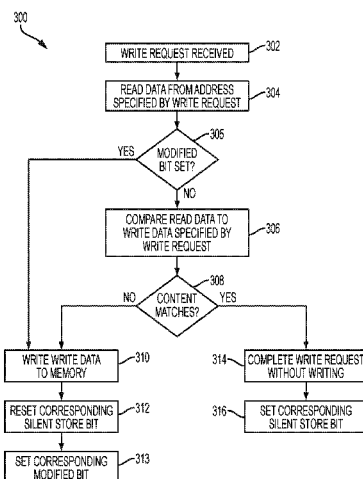 300
WRITE REQUEST RECEIVED
302
READ DATA FROM ADDRESS
SPECIFIED BY WRITE REQUEST
304
305
YES
MODIFIED
BIT SET?
NO
COMPARE READ DATA TO
WRITE DATA SPECIFIED BY
WRITE REQUEST
306
308
NO
CONTENT
MATCHES?
YES
WRITE WRITE DATA
TO MEMORY
310
314
COMPLETE WRITE REQUEST
WITHOUT WRITING
RESET CORRESPONDING
SILENT STORE BIT
312
316
SET CORRESPONDING
SILENT STORE BIT
SET CORRESPONDING
MODIFIED BIT
313